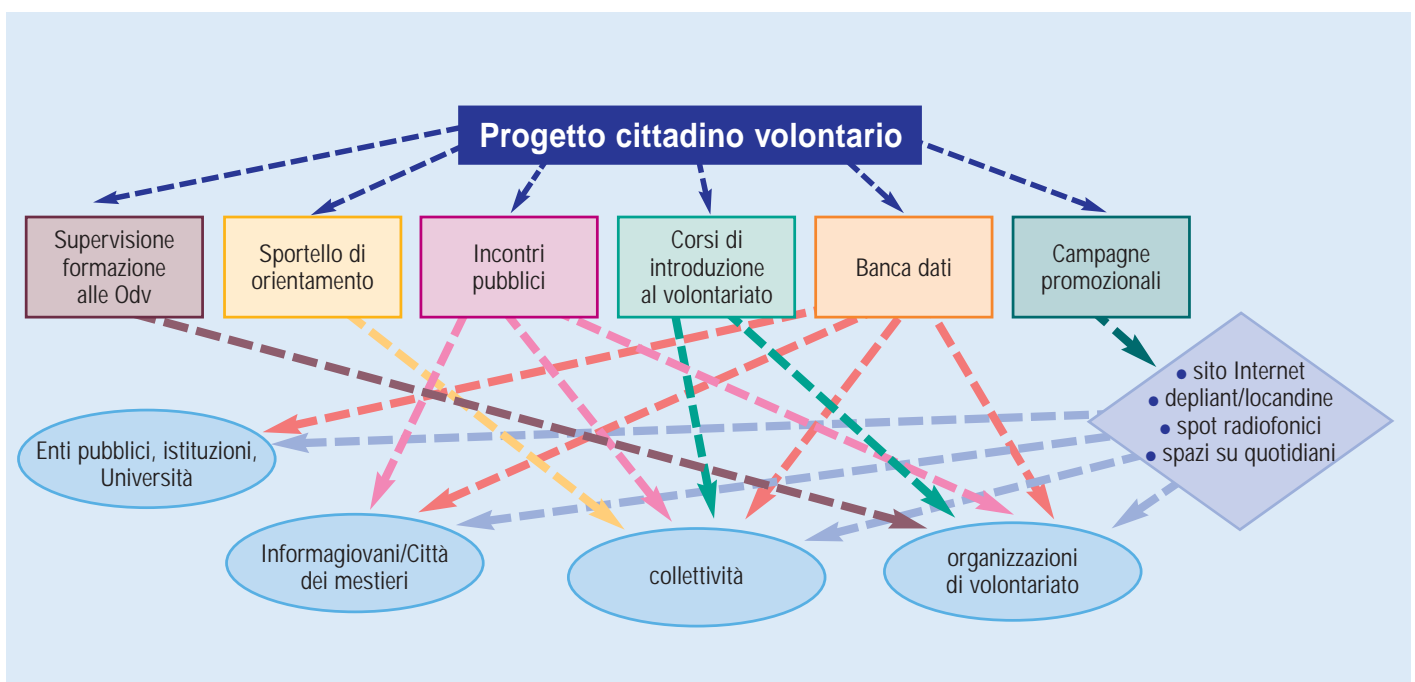 Progetto cittadino volontario
Supervisione
formazione
alle Odv
Sportello di
orientamento
Incontri
pubblici
Corsi di
introduzione
al volontariato
Banca dati
Campagne
promozionali
• sito Internet
• depliant/locandine
• spot radiofonici
• spazi su quotidiani
Enti pubblici, istituzioni,
Università
Informagiovani/Città
dei mestieri
collettività
organizzazioni
di volontariato